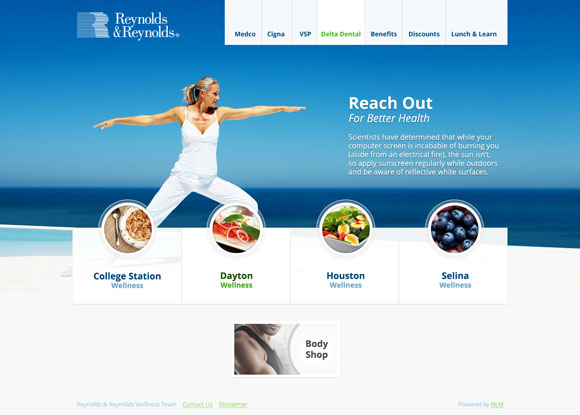 Reynolds
&Reynolds®
Medco Cigna VSP Delta Dental Benefits Discounts Lunch & Learn
Reach Out
For Better Health
Scientists have determined that while your
computer screen is incabable of burning you
(aside from an electrical fire), the sun isn't,
so apply sunscreen regularly while outdoors
and be aware of reflective white surfaces.
College Station
Wellness
Dayton
Wellness
Houston
Wellness
Selina
Wellness
Body
Shop
Reynolds & Reynolds Wellness Team Contact Us Disclaimer
Powered by NLM